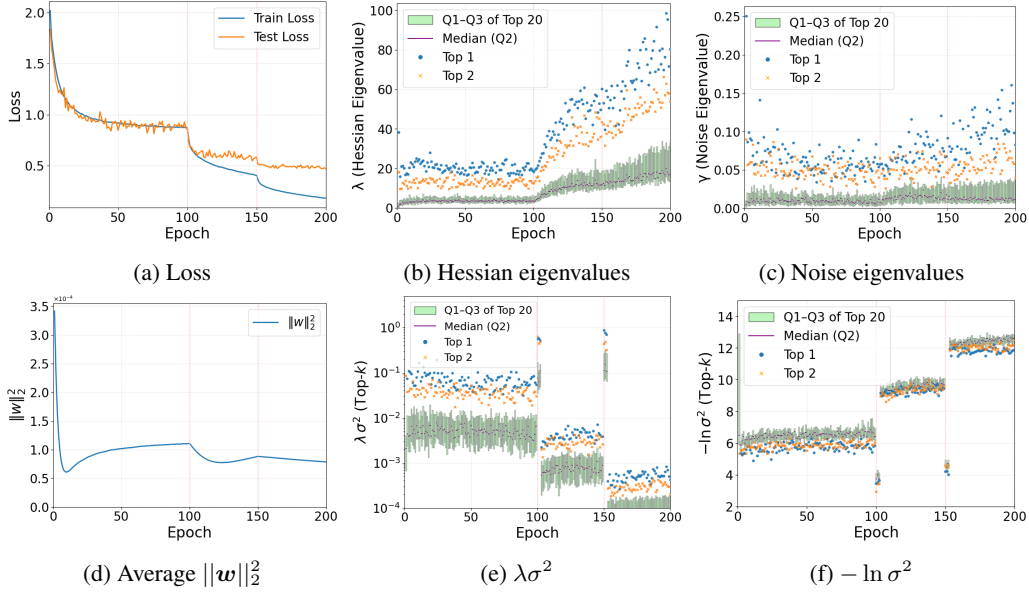 2.0
1.5
1.0
0.5
Loss
Train Loss
Test Loss
0 50 100 150 200
Epoch
(a) Loss
100
80
60
40
20
0
λ (Hessian Eigenvalue)
Q1–Q3 of Top 20
Median (Q2)
Top 1
Top 2
0 50 100 150 200
Epoch
(b) Hessian eigenvalues
0.25
0.20
0.15
0.10
0.05
0.00
γ (Noise Eigenvalue)
Q1–Q3 of Top 20
Median (Q2)
Top 1
Top 2
0 50 100 150 200
Epoch
(c) Noise eigenvalues
×10⁻⁴
3.5
3.0
2.5
2.0
1.5
1.0
0.5
0.0
‖w‖₂²
‖w‖₂²
0 50 100 150 200
Epoch
(d) Average ||w||₂²
10⁰
10⁻¹
10⁻²
10⁻³
10⁻⁴
λ σ² (Top-k)
Q1–Q3 of Top 20
Median (Q2)
Top 1
Top 2
0 50 100 150 200
Epoch
(e) λσ²
14
12
10
8
6
4
2
−ln σ² (Top-k)
Q1–Q3 of Top 20
Median (Q2)
Top 1
Top 2
0 50 100 150 200
Epoch
(f) − ln σ²